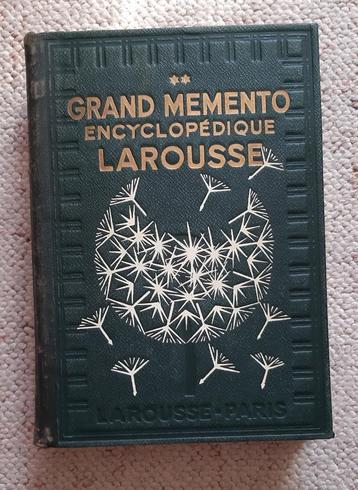 **
GRAND MEMENTO
ENCYCLOPÉDIQUE
LAROUSSE
LAROUSSE-PARIS